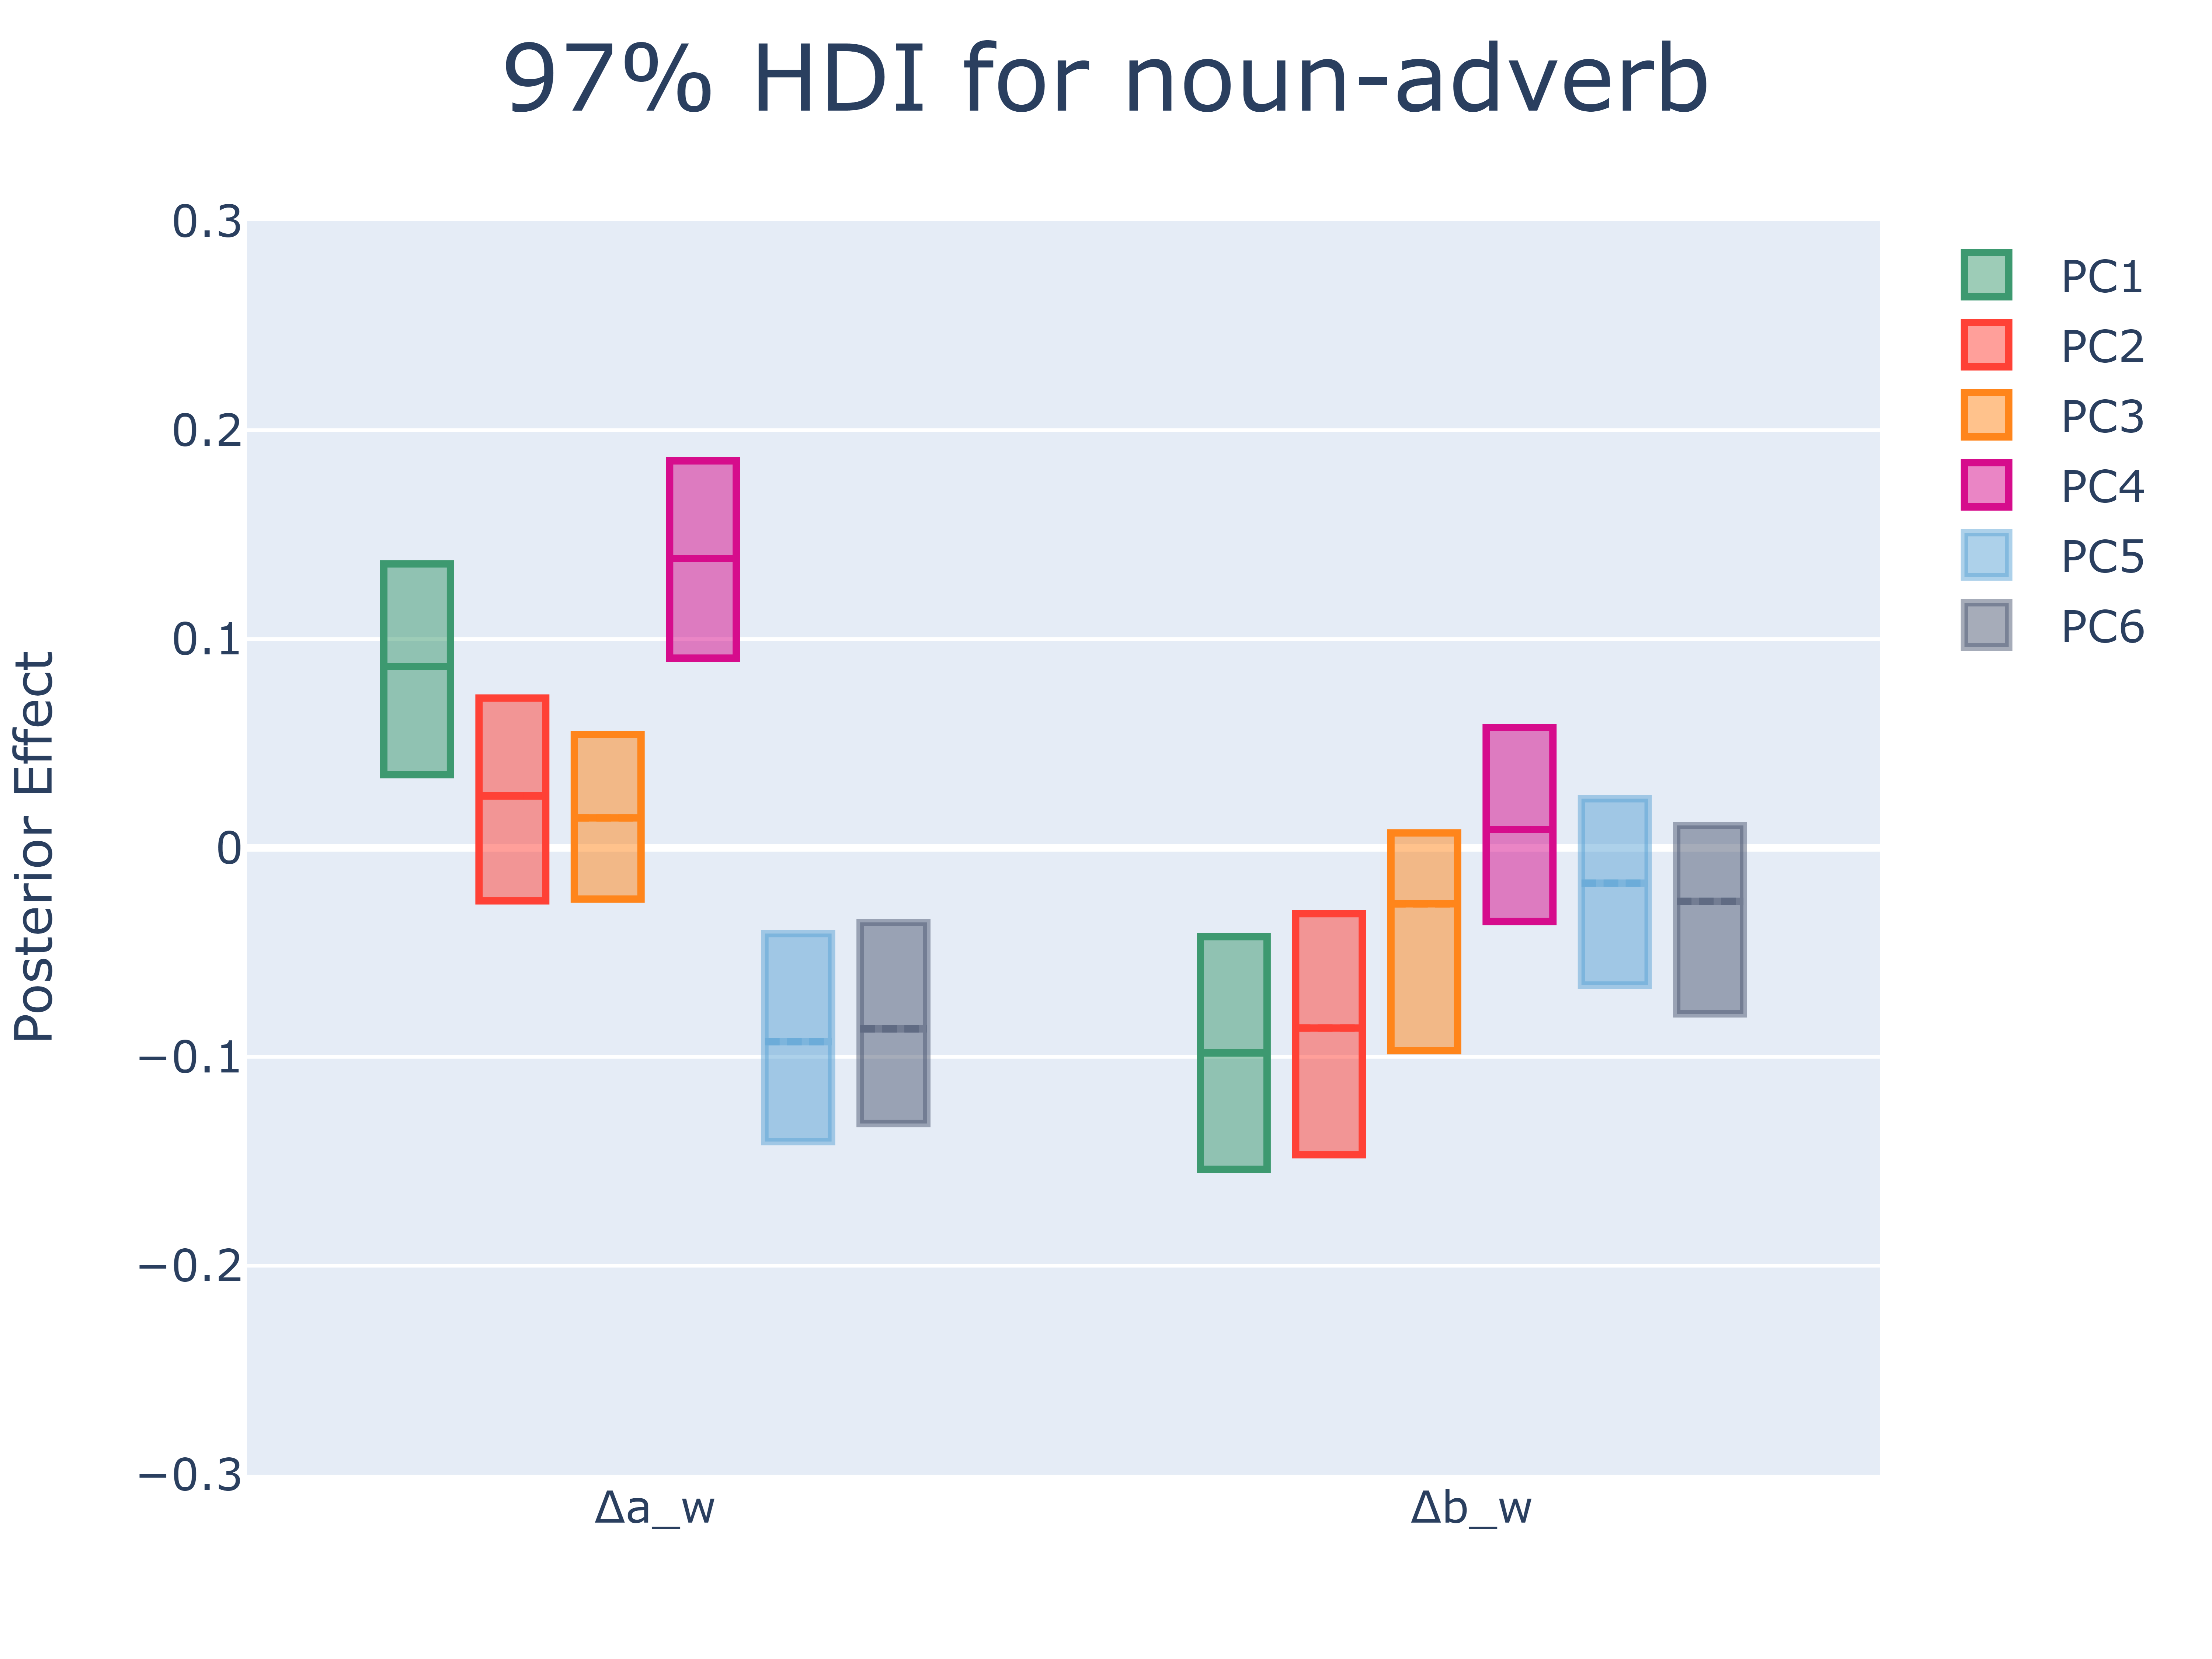 97% HDI for noun-adverb
Posterior Effect
0.3
0.2
0.1
0
−0.1
−0.2
−0.3
Δa_w
Δb_w
PC1
PC2
PC3
PC4
PC5
PC6